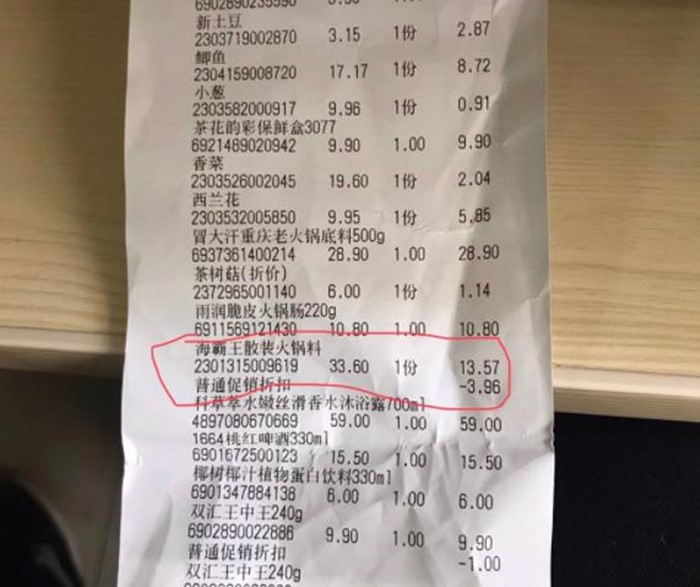 新土豆
2303719002870 3.15 1份 2.87
鲫鱼
2304159008720 17.17 1份 8.72
小葱
2303582000917 9.96 1份 0.91
茶花韵彩保鲜盒3077
6921489020942 9.90 1.00 9.90
香菜
2303526002045 19.60 1份 2.04
西兰花
2303532005850 9.95 1份 5.85
冒大汗重庆老火锅底料500g
6937361400214 28.90 1.00 28.90
茶树菇(折价)
2372965001140 6.00 1份 1.14
雨润脆皮火锅肠220g
6911569121430 10.80 1.00 10.80
海霸王散装火锅料
2301315009619 33.60 1份 13.57
普通促销折扣 -3.96
科草萃水嫩丝滑香水沐浴露700ml
4897080670669 59.00 1.00 59.00
1664桃红啤酒330ml
6901672500123 15.50 1.00 15.50
椰树椰汁植物蛋白饮料330ml
6901347884138 6.00 1.00 6.00
双汇王中王240g
6902890022886 9.90 1.00 9.90
普通促销折扣 -1.00
双汇王中王240g